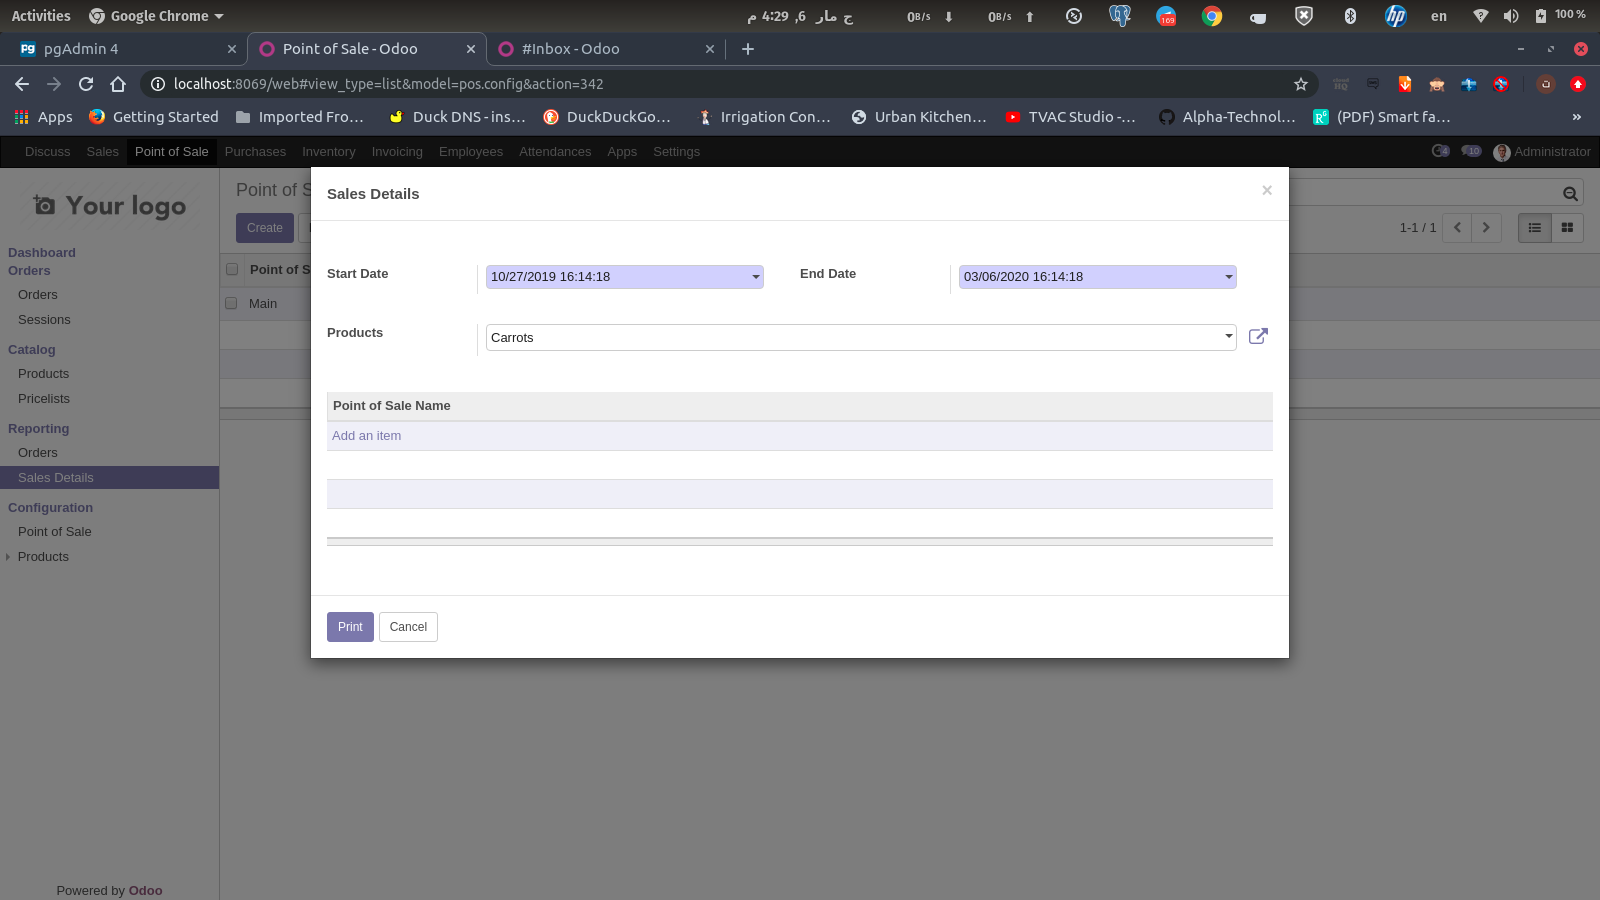 Activities Google Chrome ج مار 6, 4:29 م 0B/s 0B/s 169 en 100 %
pgAdmin 4 Point of Sale - Odoo #Inbox - Odoo
localhost:8069/web#view_type=list&model=pos.config&action=342
Apps Getting Started Imported Fro… Duck DNS - ins… DuckDuckGo… Irrigation Con… Urban Kitchen… TVAC Studio -… Alpha-Technol… (PDF) Smart fa… »
Discuss Sales Point of Sale Purchases Inventory Invoicing Employees Attendances Apps Settings 4 10 Administrator
Your logo
Point of S
Create
1-1 / 1
Sales Details ×
Start Date 10/27/2019 16:14:18 End Date 03/06/2020 16:14:18
Products Carrots
Point of Sale Name
Add an item
Print Cancel
Point of S
Main
Dashboard
Orders
Orders
Sessions
Catalog
Products
Pricelists
Reporting
Orders
Sales Details
Configuration
Point of Sale
Products
Powered by Odoo